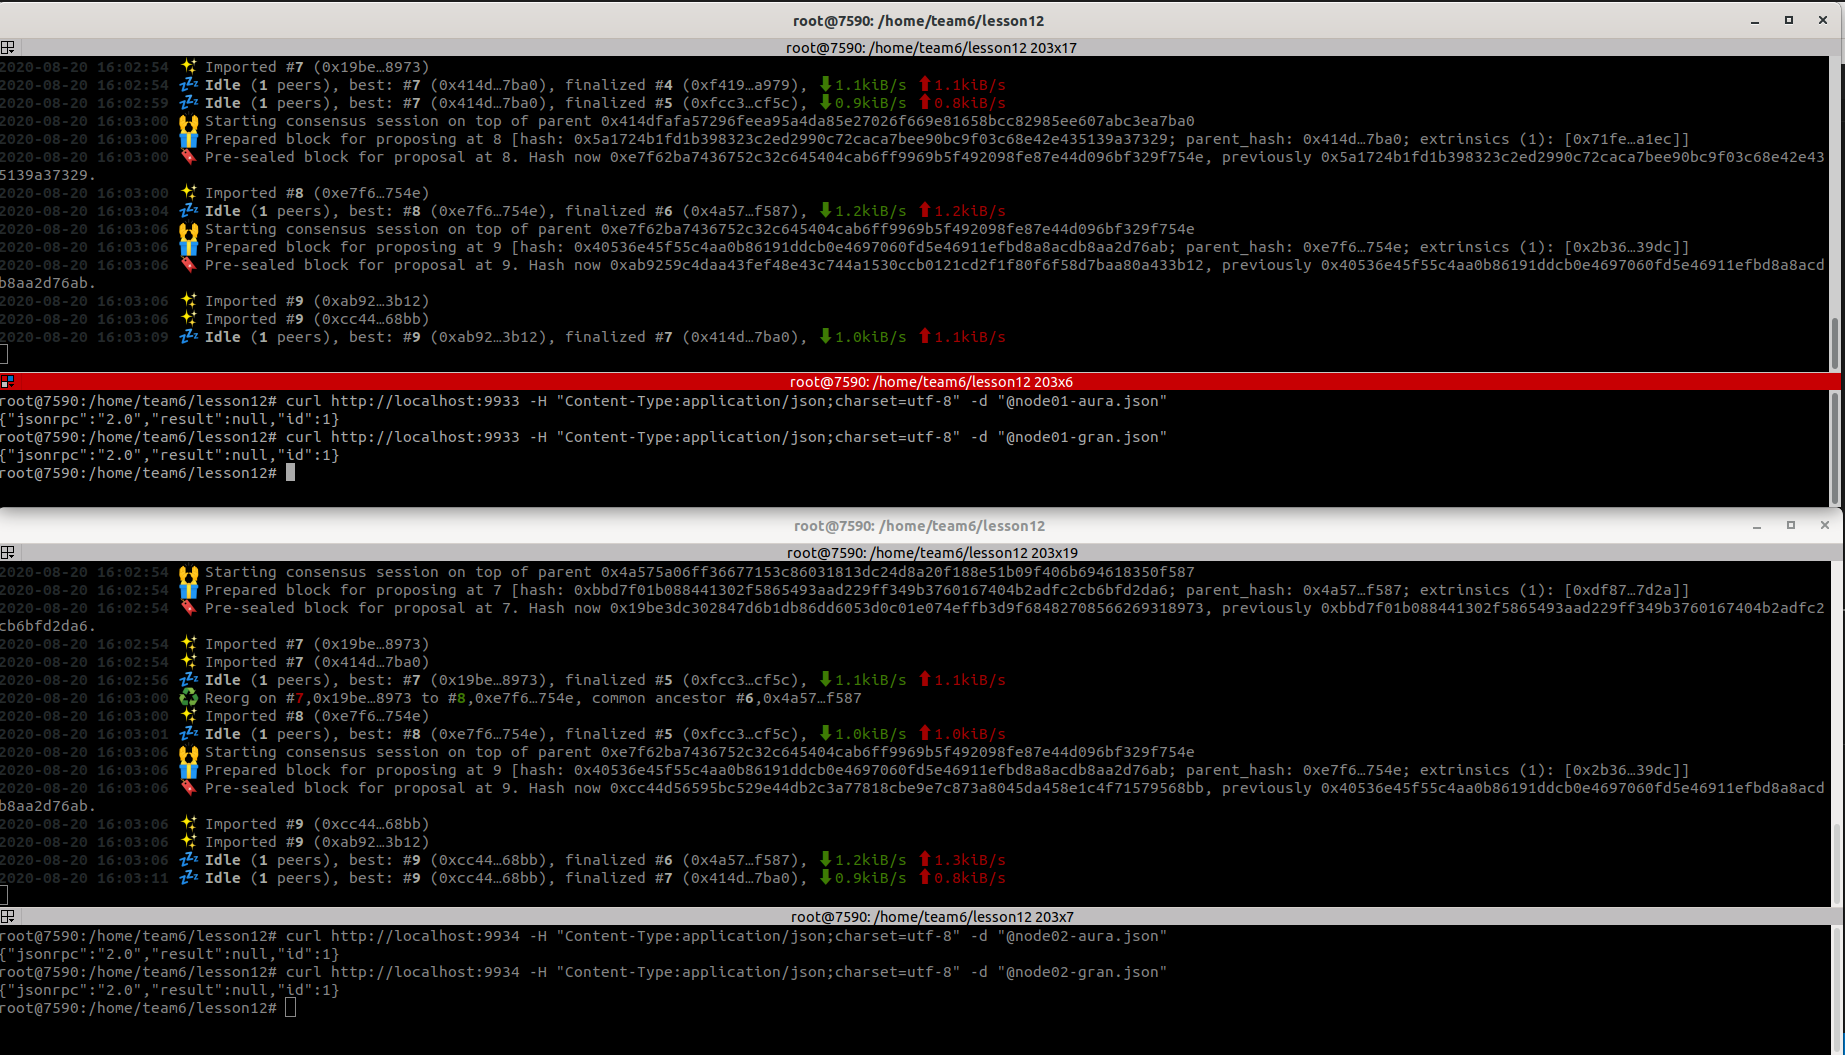 root@7590: /home/team6/lesson12
root@7590: /home/team6/lesson12 203x17
2020-08-20 16:02:54 ✨ Imported #7 (0x19be…8973)
2020-08-20 16:02:54 💤 Idle (1 peers), best: #7 (0x414d…7ba0), finalized #4 (0xf419…a979), ⬇ 1.1kiB/s ⬆ 1.1kiB/s
2020-08-20 16:02:59 💤 Idle (1 peers), best: #7 (0x414d…7ba0), finalized #5 (0xfcc3…cf5c), ⬇ 0.9kiB/s ⬆ 0.8kiB/s
2020-08-20 16:03:00 🙌 Starting consensus session on top of parent 0x414dfafa57296feea95a4da85e27026f669e81658bcc82985ee607abc3ea7ba0
2020-08-20 16:03:00 🎁 Prepared block for proposing at 8 [hash: 0x5a1724b1fd1b398323c2ed2990c72caca7bee90bc9f03c68e42e435139a37329; parent_hash: 0x414d…7ba0; extrinsics (1): [0x71fe…a1ec]]
2020-08-20 16:03:00 🔖 Pre-sealed block for proposal at 8. Hash now 0xe7f62ba7436752c32c645404cab6ff9969b5f492098fe87e44d096bf329f754e, previously 0x5a1724b1fd1b398323c2ed2990c72caca7bee90bc9f03c68e42e43
5139a37329.
2020-08-20 16:03:00 ✨ Imported #8 (0xe7f6…754e)
2020-08-20 16:03:04 💤 Idle (1 peers), best: #8 (0xe7f6…754e), finalized #6 (0x4a57…f587), ⬇ 1.2kiB/s ⬆ 1.2kiB/s
2020-08-20 16:03:06 🙌 Starting consensus session on top of parent 0xe7f62ba7436752c32c645404cab6ff9969b5f492098fe87e44d096bf329f754e
2020-08-20 16:03:06 🎁 Prepared block for proposing at 9 [hash: 0x40536e45f55c4aa0b86191ddcb0e4697060fd5e46911efbd8a8acdb8aa2d76ab; parent_hash: 0xe7f6…754e; extrinsics (1): [0x2b36…39dc]]
2020-08-20 16:03:06 🔖 Pre-sealed block for proposal at 9. Hash now 0xab9259c4daa43fef48e43c744a1530ccb0121cd2f1f80f6f58d7baa80a433b12, previously 0x40536e45f55c4aa0b86191ddcb0e4697060fd5e46911efbd8a8acd
b8aa2d76ab.
2020-08-20 16:03:06 ✨ Imported #9 (0xab92…3b12)
2020-08-20 16:03:06 ✨ Imported #9 (0xcc44…68bb)
2020-08-20 16:03:09 💤 Idle (1 peers), best: #9 (0xab92…3b12), finalized #7 (0x414d…7ba0), ⬇ 1.0kiB/s ⬆ 1.1kiB/s
root@7590: /home/team6/lesson12 203x6
root@7590:/home/team6/lesson12# curl http://localhost:9933 -H "Content-Type:application/json;charset=utf-8" -d "@node01-aura.json"
{"jsonrpc":"2.0","result":null,"id":1}
root@7590:/home/team6/lesson12# curl http://localhost:9933 -H "Content-Type:application/json;charset=utf-8" -d "@node01-gran.json"
{"jsonrpc":"2.0","result":null,"id":1}
root@7590:/home/team6/lesson12#
root@7590: /home/team6/lesson12
root@7590: /home/team6/lesson12 203x19
2020-08-20 16:02:54 🙌 Starting consensus session on top of parent 0x4a575a06ff36677153c86031813dc24d8a20f188e51b09f406b694618350f587
2020-08-20 16:02:54 🎁 Prepared block for proposing at 7 [hash: 0xbbd7f01b088441302f5865493aad229ff349b3760167404b2adfc2cb6bfd2da6; parent_hash: 0x4a57…f587; extrinsics (1): [0xdf87…7d2a]]
2020-08-20 16:02:54 🔖 Pre-sealed block for proposal at 7. Hash now 0x19be3dc302847d6b1db86dd6053d0c01e074effb3d9f68482708566269318973, previously 0xbbd7f01b088441302f5865493aad229ff349b3760167404b2adfc2
cb6bfd2da6.
2020-08-20 16:02:54 ✨ Imported #7 (0x19be…8973)
2020-08-20 16:02:54 ✨ Imported #7 (0x414d…7ba0)
2020-08-20 16:02:56 💤 Idle (1 peers), best: #7 (0x19be…8973), finalized #5 (0xfcc3…cf5c), ⬇ 1.1kiB/s ⬆ 1.1kiB/s
2020-08-20 16:03:00 ♻ Reorg on #7,0x19be…8973 to #8,0xe7f6…754e, common ancestor #6,0x4a57…f587
2020-08-20 16:03:00 ✨ Imported #8 (0xe7f6…754e)
2020-08-20 16:03:01 💤 Idle (1 peers), best: #8 (0xe7f6…754e), finalized #5 (0xfcc3…cf5c), ⬇ 1.0kiB/s ⬆ 1.0kiB/s
2020-08-20 16:03:06 🙌 Starting consensus session on top of parent 0xe7f62ba7436752c32c645404cab6ff9969b5f492098fe87e44d096bf329f754e
2020-08-20 16:03:06 🎁 Prepared block for proposing at 9 [hash: 0x40536e45f55c4aa0b86191ddcb0e4697060fd5e46911efbd8a8acdb8aa2d76ab; parent_hash: 0xe7f6…754e; extrinsics (1): [0x2b36…39dc]]
2020-08-20 16:03:06 🔖 Pre-sealed block for proposal at 9. Hash now 0xcc44d56595bc529e44db2c3a77818cbe9e7c873a8045da458e1c4f71579568bb, previously 0x40536e45f55c4aa0b86191ddcb0e4697060fd5e46911efbd8a8acd
b8aa2d76ab.
2020-08-20 16:03:06 ✨ Imported #9 (0xcc44…68bb)
2020-08-20 16:03:06 ✨ Imported #9 (0xab92…3b12)
2020-08-20 16:03:06 💤 Idle (1 peers), best: #9 (0xcc44…68bb), finalized #6 (0x4a57…f587), ⬇ 1.2kiB/s ⬆ 1.3kiB/s
2020-08-20 16:03:11 💤 Idle (1 peers), best: #9 (0xcc44…68bb), finalized #7 (0x414d…7ba0), ⬇ 0.9kiB/s ⬆ 0.8kiB/s
root@7590: /home/team6/lesson12 203x7
root@7590:/home/team6/lesson12# curl http://localhost:9934 -H "Content-Type:application/json;charset=utf-8" -d "@node02-aura.json"
{"jsonrpc":"2.0","result":null,"id":1}
root@7590:/home/team6/lesson12# curl http://localhost:9934 -H "Content-Type:application/json;charset=utf-8" -d "@node02-gran.json"
{"jsonrpc":"2.0","result":null,"id":1}
root@7590:/home/team6/lesson12#